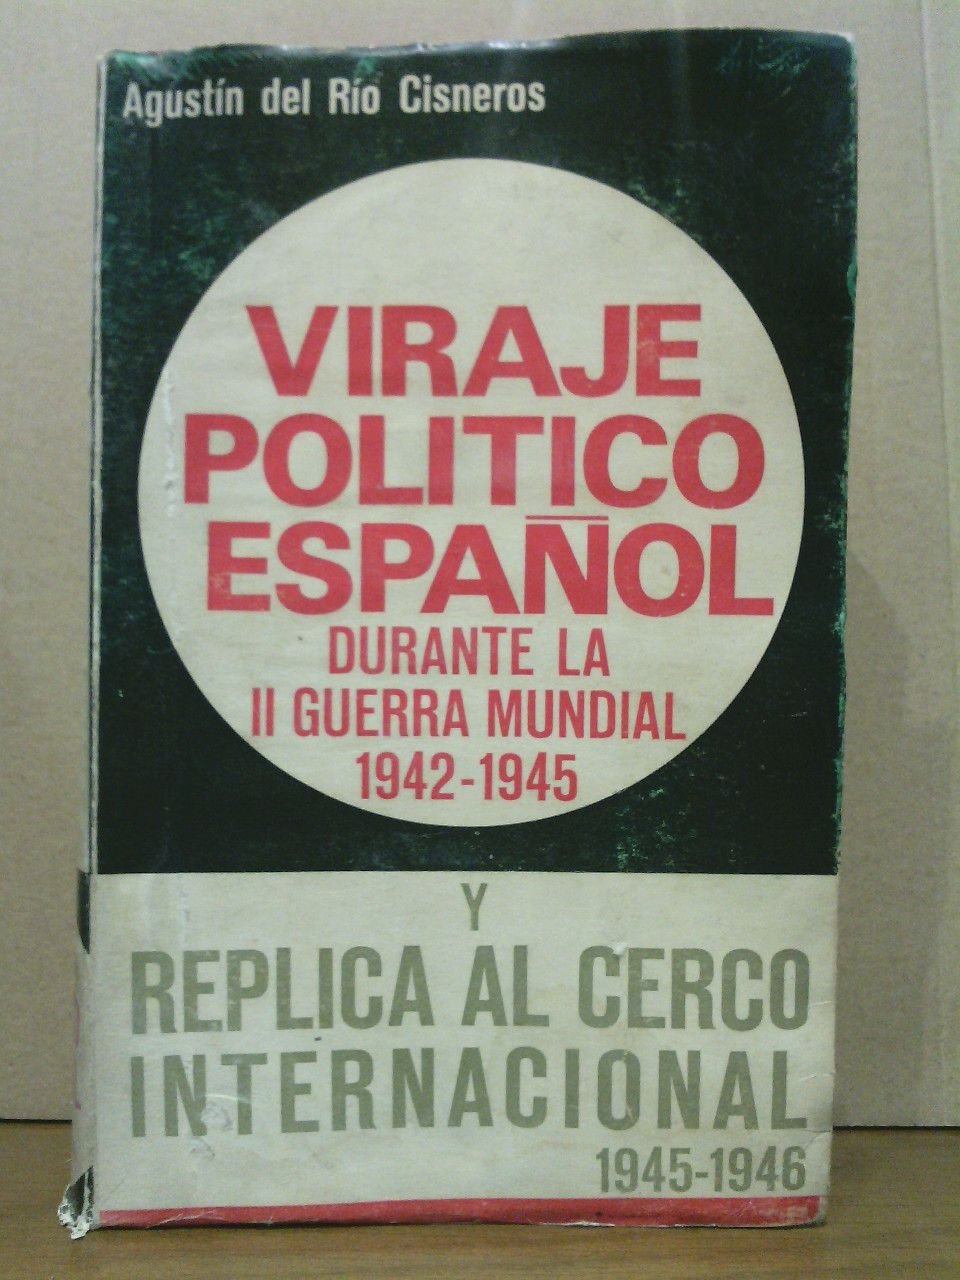 Agustín del Río Cisneros
VIRAJE
POLITICO
ESPAÑOL
DURANTE LA
II GUERRA MUNDIAL
1942-1945
Y
REPLICA AL CERCO
INTERNACIONAL
1945-1946